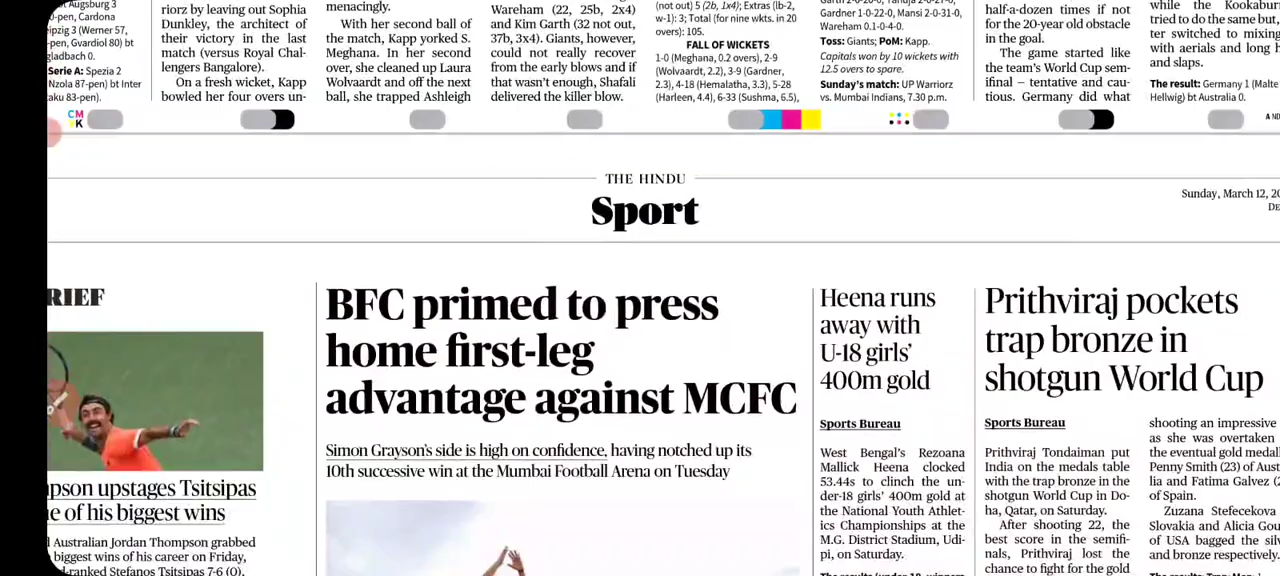 Augsburg 3
0-pen, Cardona
eipzig 3 (Werner 57,
-pen, Gvardiol 80) bt
gladbach 0.
Serie A: Spezia 2
Nzola 87-pen) bt Inter
aku 83-pen).
riorz by leaving out Sophia
Dunkley, the architect of
their victory in the last
match (versus Royal Chal-
lengers Bangalore).
On a fresh wicket, Kapp
bowled her four overs un-
menacingly.
With her second ball of
the match, Kapp yorked S.
Meghana. In her second
over, she cleaned up Laura
Wolvaardt and off the next
ball, she trapped Ashleigh
Wareham (22, 25b, 2x4)
and Kim Garth (32 not out,
37b, 3x4). Giants, however,
could not really recover
from the early blows and if
that wasn't enough, Shafali
delivered the killer blow.
(not out) 5 (2b, 1x4); Extras (lb-2,
w-1): 3; Total (for nine wkts. in 20
overs): 105.
FALL OF WICKETS
1-0 (Meghana, 0.2 overs), 2-9
(Wolvaardt, 2.2), 3-9 (Gardner,
2.3), 4-18 (Hemalatha, 3.3), 5-28
(Harleen, 4.4), 6-33 (Sushma, 6.5),
Gardner 1-0-22-0, Mansi 2-0-31-0,
Wareham 0.1-0-4-0.
Toss: Giants; PoM: Kapp.
Capitals won by 10 wickets with
12.5 overs to spare.
Sunday's match: UP Warriorz
vs. Mumbai Indians, 7.30 p.m.
half-a-dozen times if not
for the 20-year old obstacle
in the goal.
The game started like
the team's World Cup sem-
ifinal – tentative and cau-
tious. Germany did what
while the Kookabur
tried to do the same but,
ter switched to mixing
with aerials and long h
and slaps.
The result: Germany 1 (Malte
Hellwig) bt Australia 0.
CM
YK
A ND
THE HINDU
Sport
Sunday, March 12, 20
DE
RIEF
pson upstages Tsitsipas
e of his biggest wins
d Australian Jordan Thompson grabbed
biggest wins of his career on Friday,
d-ranked Stefanos Tsitsipas 7-6 (0),
BFC primed to press
home first-leg
advantage against MCFC
Simon Grayson's side is high on confidence, having notched up its
10th successive win at the Mumbai Football Arena on Tuesday
Heena runs
away with
U-18 girls'
400m gold
Sports Bureau
West Bengal's Rezoana
Mallick Heena clocked
53.44s to clinch the un-
der-18 girls' 400m gold at
the National Youth Athlet-
ics Championships at the
M.G. District Stadium, Udi-
pi, on Saturday.
Prithviraj pockets
trap bronze in
shotgun World Cup
Sports Bureau
Prithviraj Tondaiman put
India on the medals table
with the trap bronze in the
shotgun World Cup in Do-
ha, Qatar, on Saturday.
After shooting 22, the
best score in the semifi-
nals, Prithviraj lost the
chance to fight for the gold
shooting an impressive
as she was overtaken
the eventual gold medal
Penny Smith (23) of Aust
lia and Fatima Galvez (2
of Spain.
Zuzana Stefecekova
Slovakia and Alicia Gou
of USA bagged the silv
and bronze respectively.